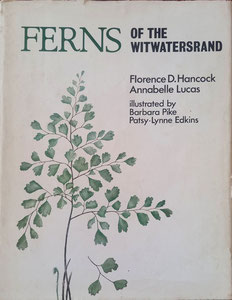 FERNS OF THE
WITWATERSRAND
Florence D. Hancock
Annabelle Lucas
illustrated by
Barbara Pike
Patsy-Lynne Edkins